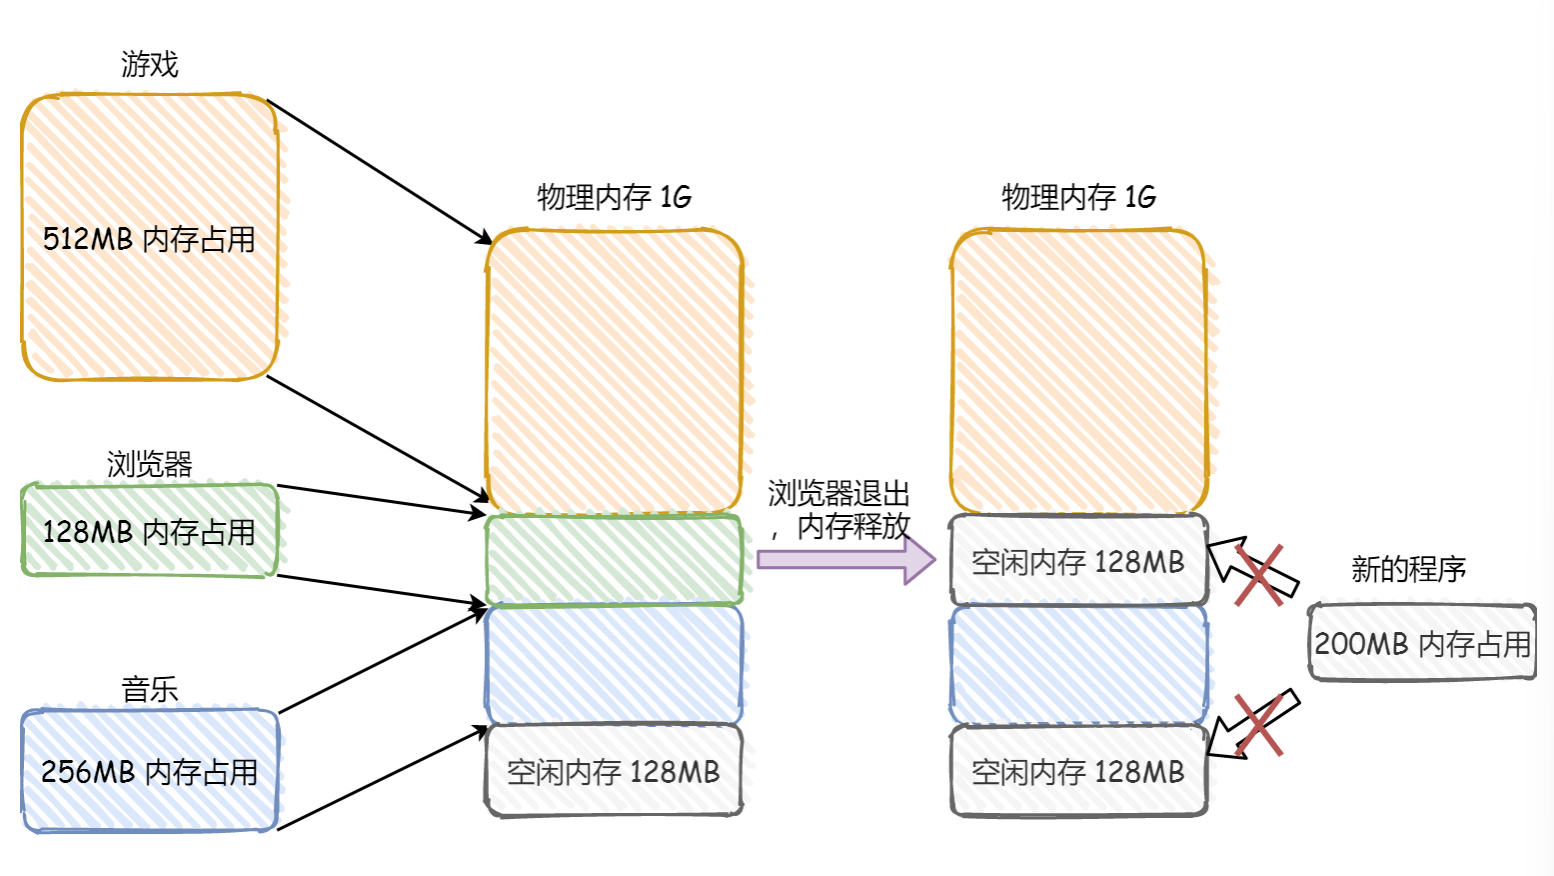 游戏
512MB 内存占用
浏览器
128MB 内存占用
音乐
256MB 内存占用
物理内存 1G
空闲内存 128MB
浏览器退出
，内存释放
物理内存 1G
空闲内存 128MB
空闲内存 128MB
新的程序
200MB 内存占用